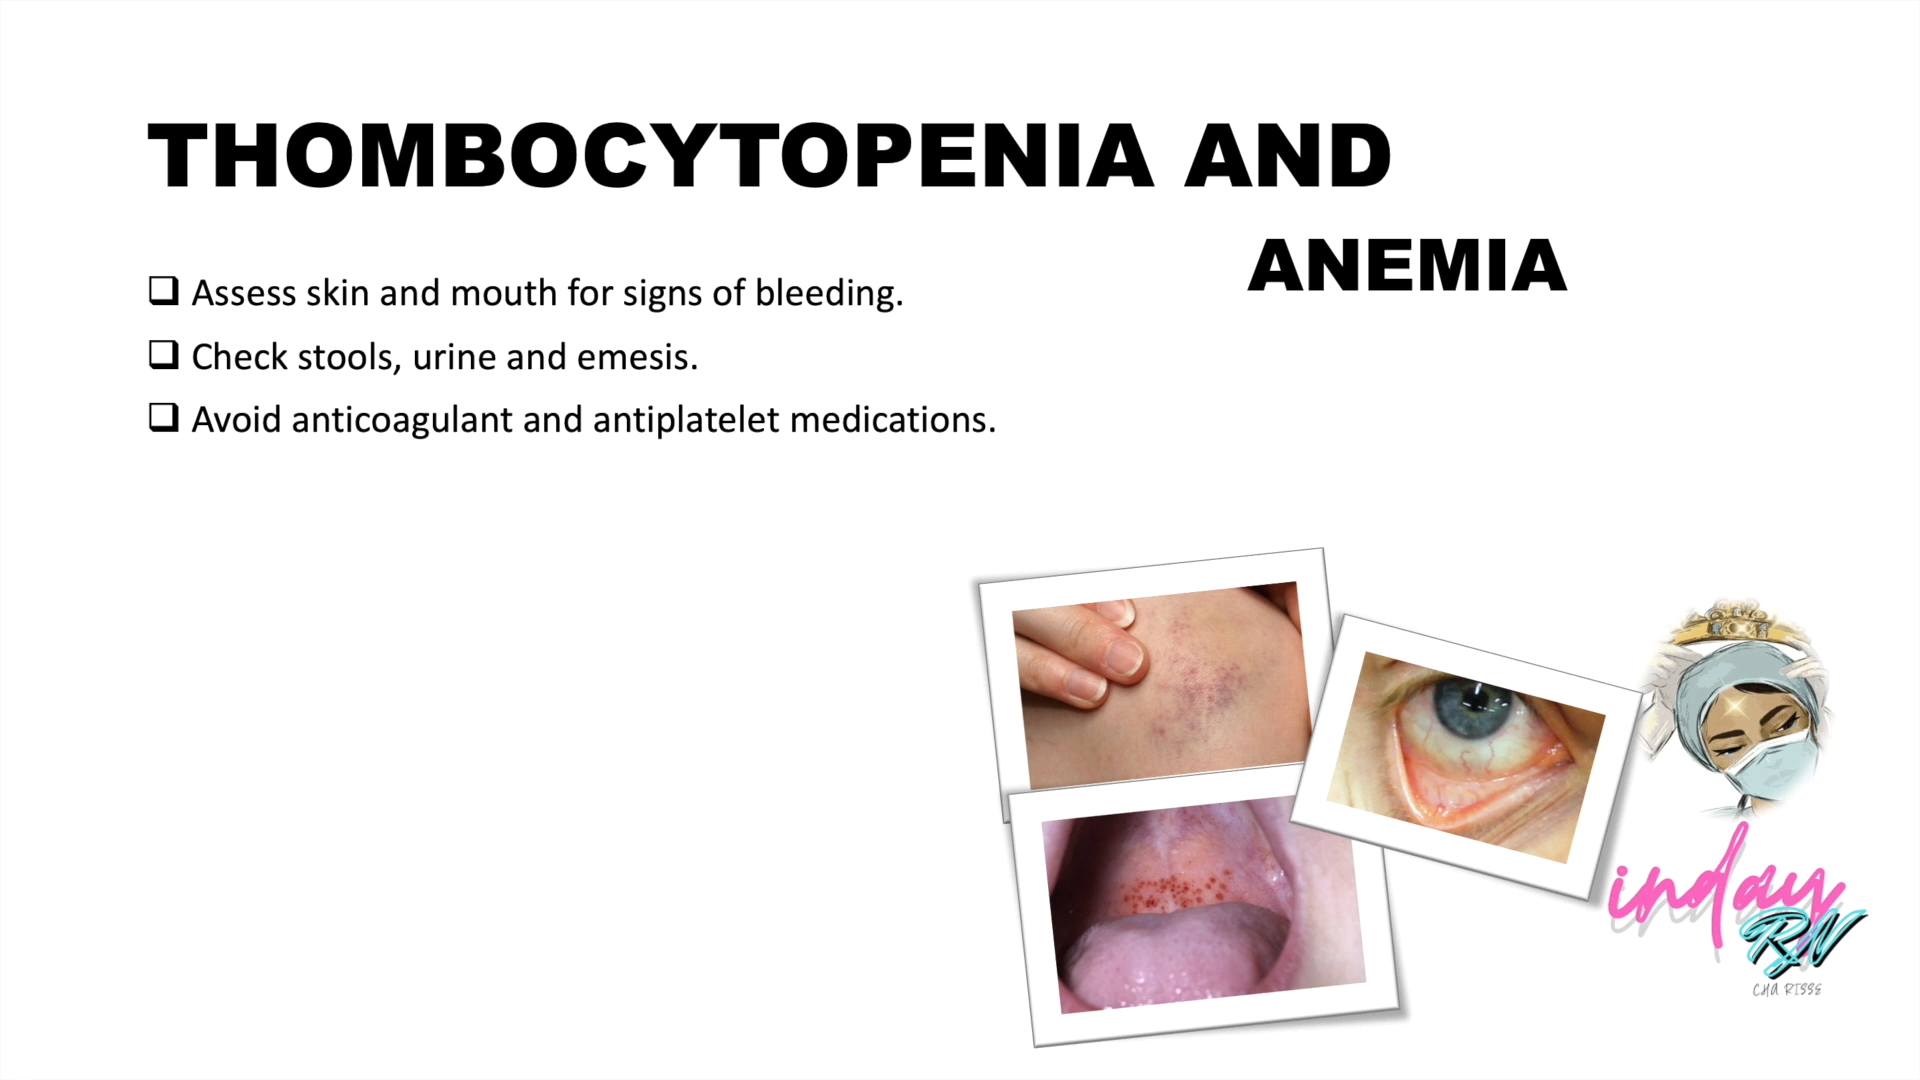 THOMBOCYTOPENIA AND
ANEMIA
❑ Assess skin and mouth for signs of bleeding.
❑ Check stools, urine and emesis.
❑ Avoid anticoagulant and antiplatelet medications.
inday
RN
CHA RISSE